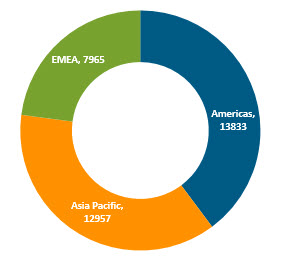 EMEA, 7965
Americas,
13833
Asia Pacific,
12957